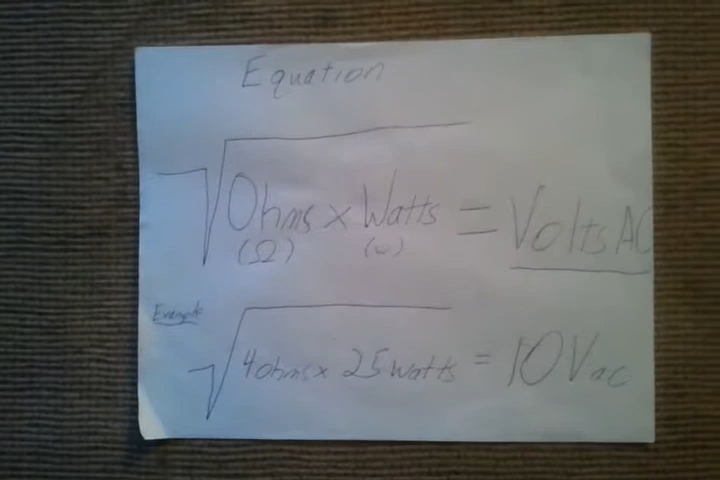 Equation
√Ohms x Watts = Volts AC
(Ω) (w)
Example
√4ohms x 25watts = 10Vac